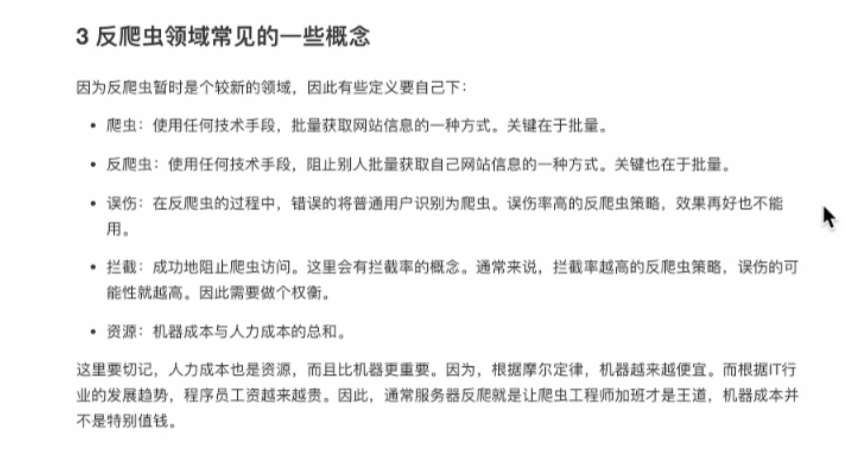 3 反爬虫领域常见的一些概念
因为反爬虫暂时是个较新的领域，因此有些定义要自己下：
• 爬虫：使用任何技术手段，批量获取网站信息的一种方式。关键在于批量。
• 反爬虫：使用任何技术手段，阻止别人批量获取自己网站信息的一种方式。关键也在于批量。
• 误伤：在反爬虫的过程中，错误的将普通用户识别为爬虫。误伤率高的反爬虫策略，效果再好也不能
用。
• 拦截：成功地阻止爬虫访问。这里会有拦截率的概念。通常来说，拦截率越高的反爬虫策略，误伤的可
能性就越高。因此需要做个权衡。
• 资源：机器成本与人力成本的总和。
这里要切记，人力成本也是资源，而且比机器更重要。因为，根据摩尔定律，机器越来越便宜。而根据IT行
业的发展趋势，程序员工资越来越贵。因此，通常服务器反爬就是让爬虫工程师加班才是王道，机器成本并
不是特别值钱。